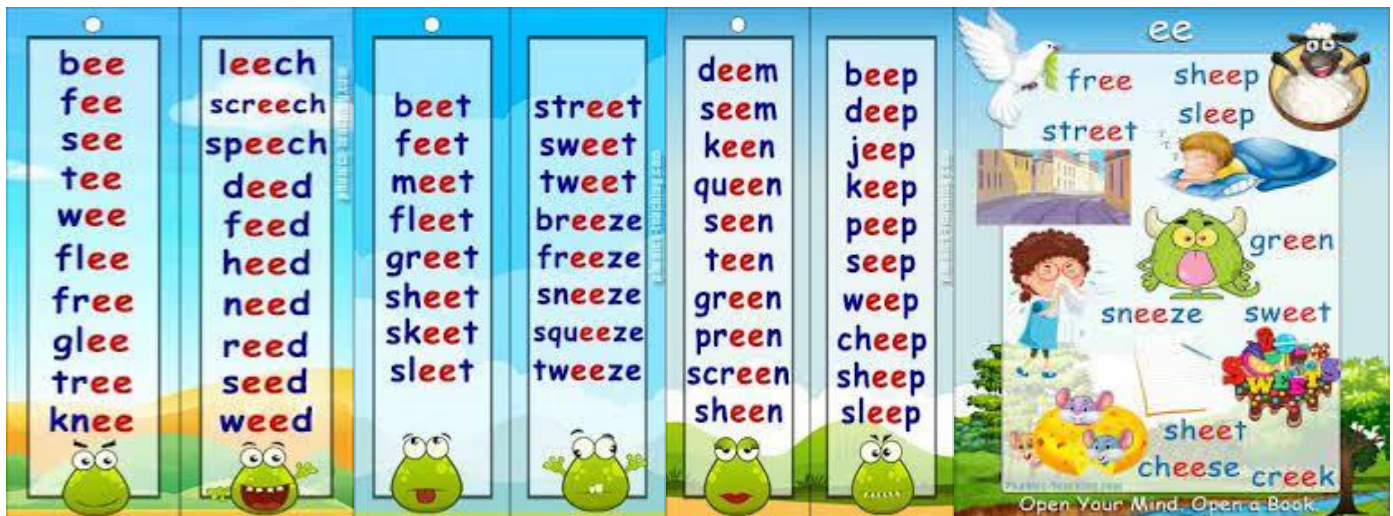 bee
fee
see
tee
wee
flee
free
glee
tree
knee
leech
screech
speech
deed
feed
heed
need
reed
seed
weed
beet
feet
meet
fleet
greet
sheet
skeet
sleet
street
sweet
tweet
breeze
freeze
sneeze
squeeze
tweeze
deem
seem
keen
queen
seen
teen
green
preen
screen
sheen
beep
deep
jeep
keep
peep
seep
weep
cheep
sheep
sleep
ee
free
sheep
sleep
street
green
sneeze
sweet
SWEETS
sheet
cheese
creek
Open Your Mind. Open a Book.